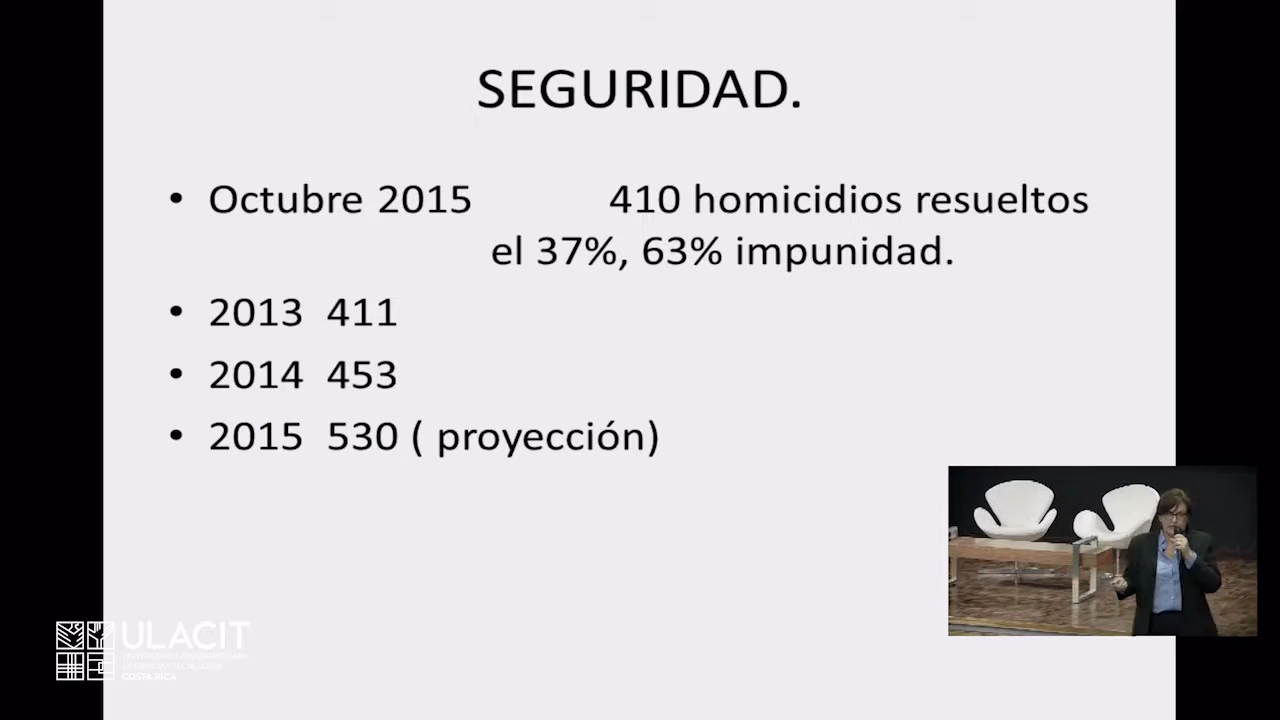 SEGURIDAD.
• Octubre 2015 410 homicidios resueltos
el 37%, 63% impunidad.
• 2013 411
• 2014 453
• 2015 530 ( proyección)
ULACIT
COSTA RICA